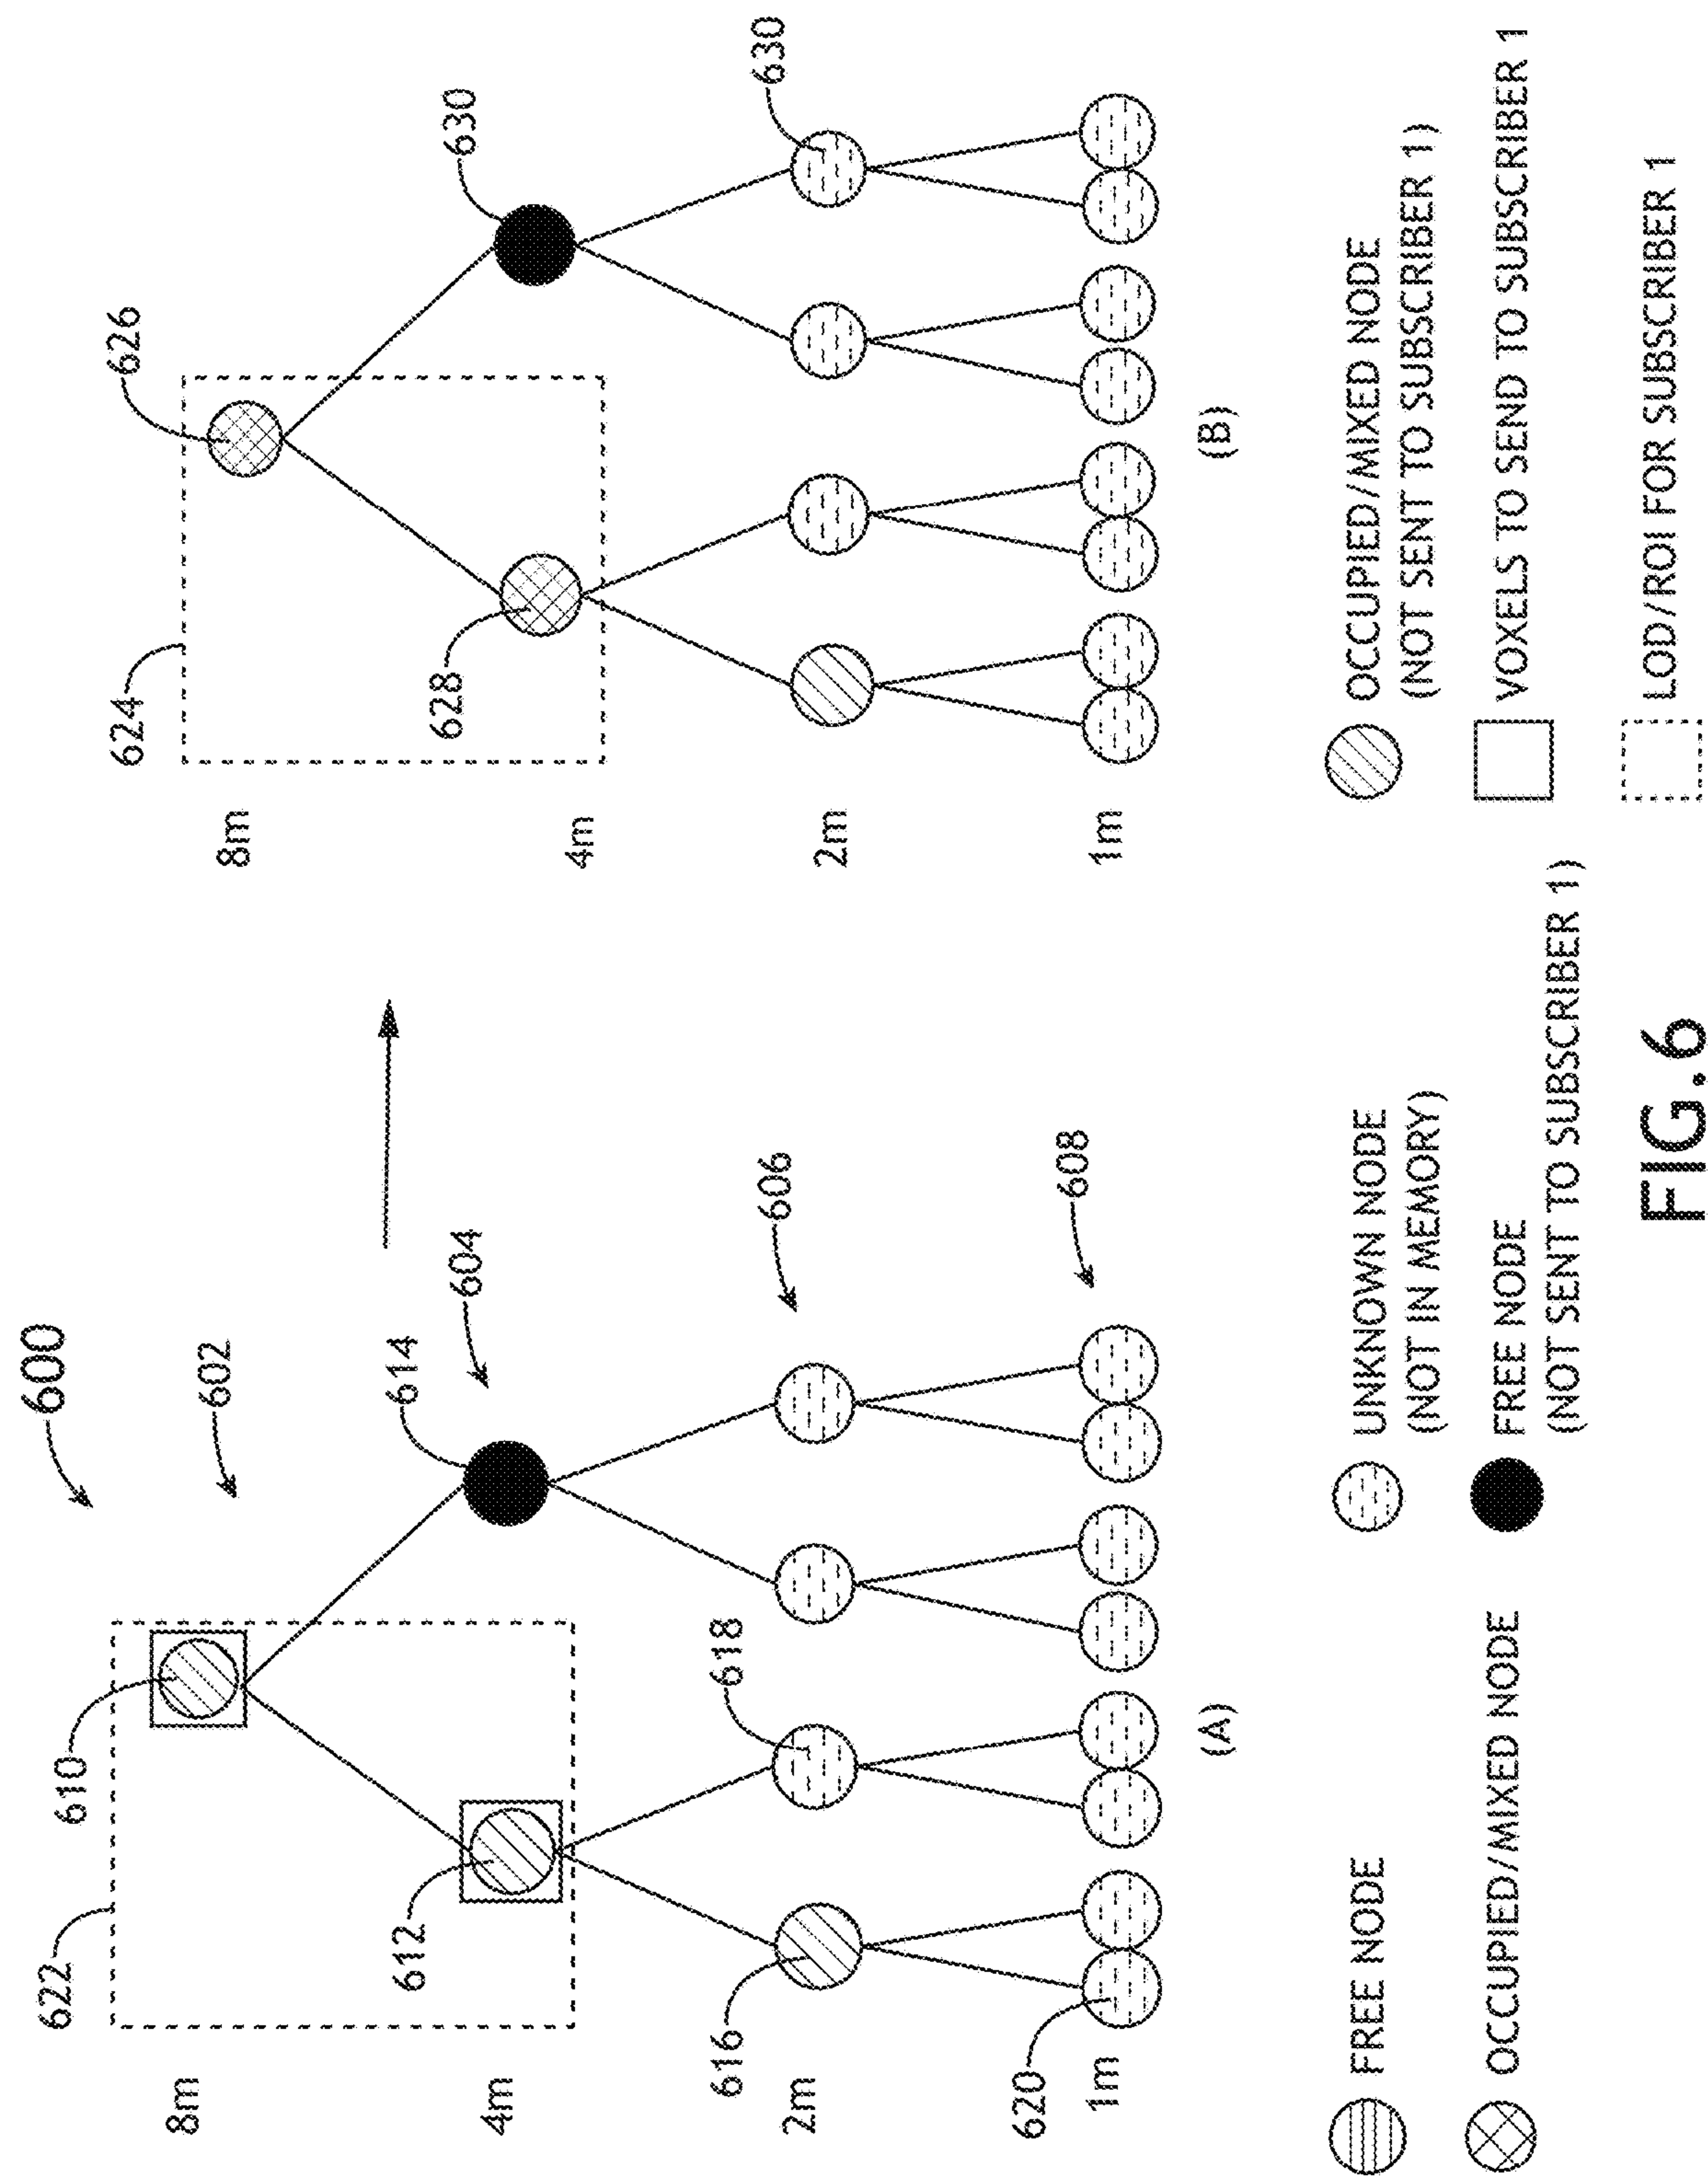 600
602
604
606
608
8m
4m
2m
1m
622
610
612
614
616
618
620
(A)
8m
4m
2m
1m
624
626
628
630
630
(B)
FREE NODE
OCCUPIED/MIXED NODE
UNKNOWN NODE
(NOT IN MEMORY)
FREE NODE
(NOT SENT TO SUBSCRIBER 1)
OCCUPIED/MIXED NODE
(NOT SENT TO SUBSCRIBER 1)
VOXELS TO SEND TO SUBSCRIBER 1
LOD/ROI FOR SUBSCRIBER 1
FIG.6